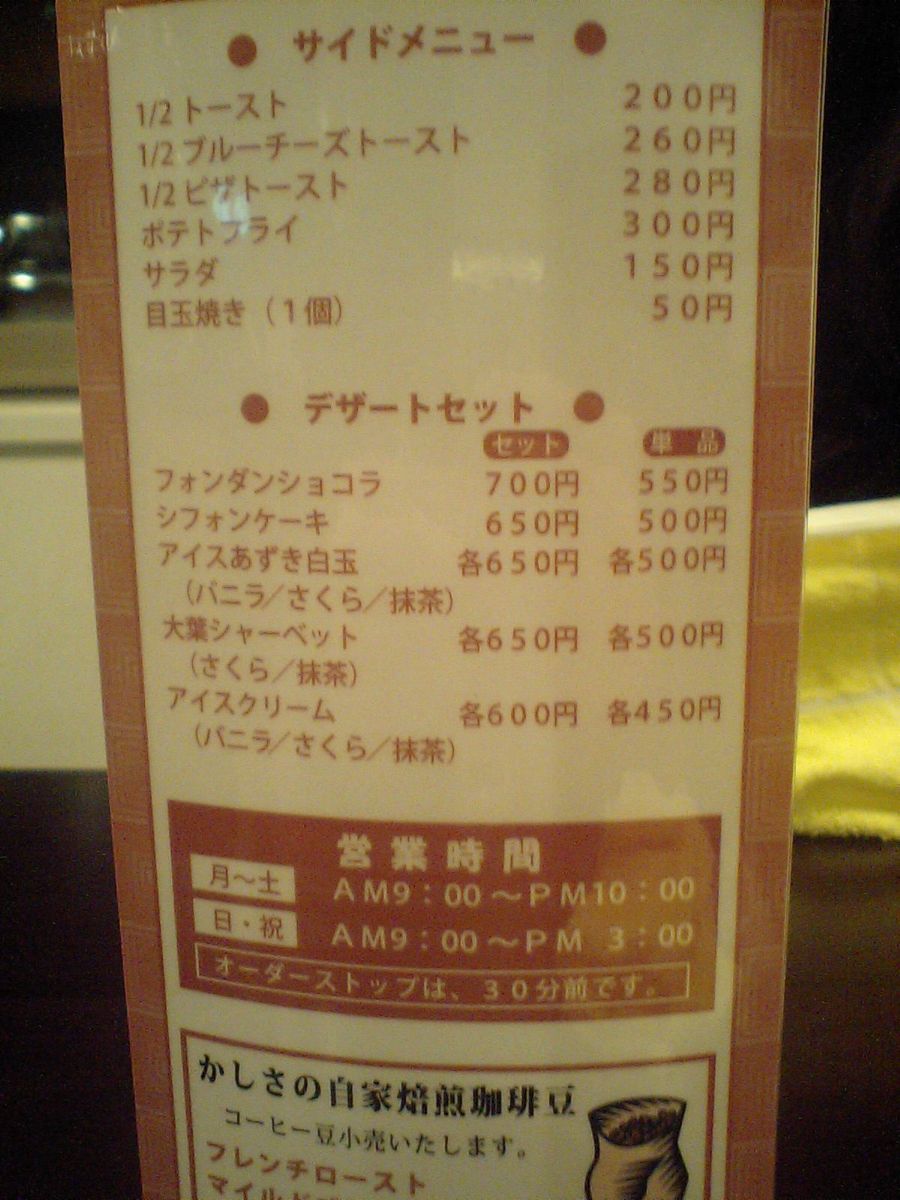 ● サイドメニュー ●
1/2 トースト 200円
1/2 ブルーチーズトースト 260円
1/2 ピザトースト 280円
ポテトフライ 300円
サラダ 150円
目玉焼き（1個） 50円
● デザートセット ●
セット 単品
フォンダンショコラ 700円 550円
シフォンケーキ 650円 500円
アイスあずき白玉 各650円 各500円
（バニラ／さくら／抹茶）
大葉シャーベット 各650円 各500円
（さくら／抹茶）
アイスクリーム 各600円 各450円
（バニラ／さくら／抹茶）
営業時間
月～土 AM9：00～PM10：00
日・祝 AM9：00～PM 3：00
オーダーストップは、30分前です。
かしさの自家焙煎珈琲豆
コーヒー豆小売いたします。
フレンチロースト
マイルド